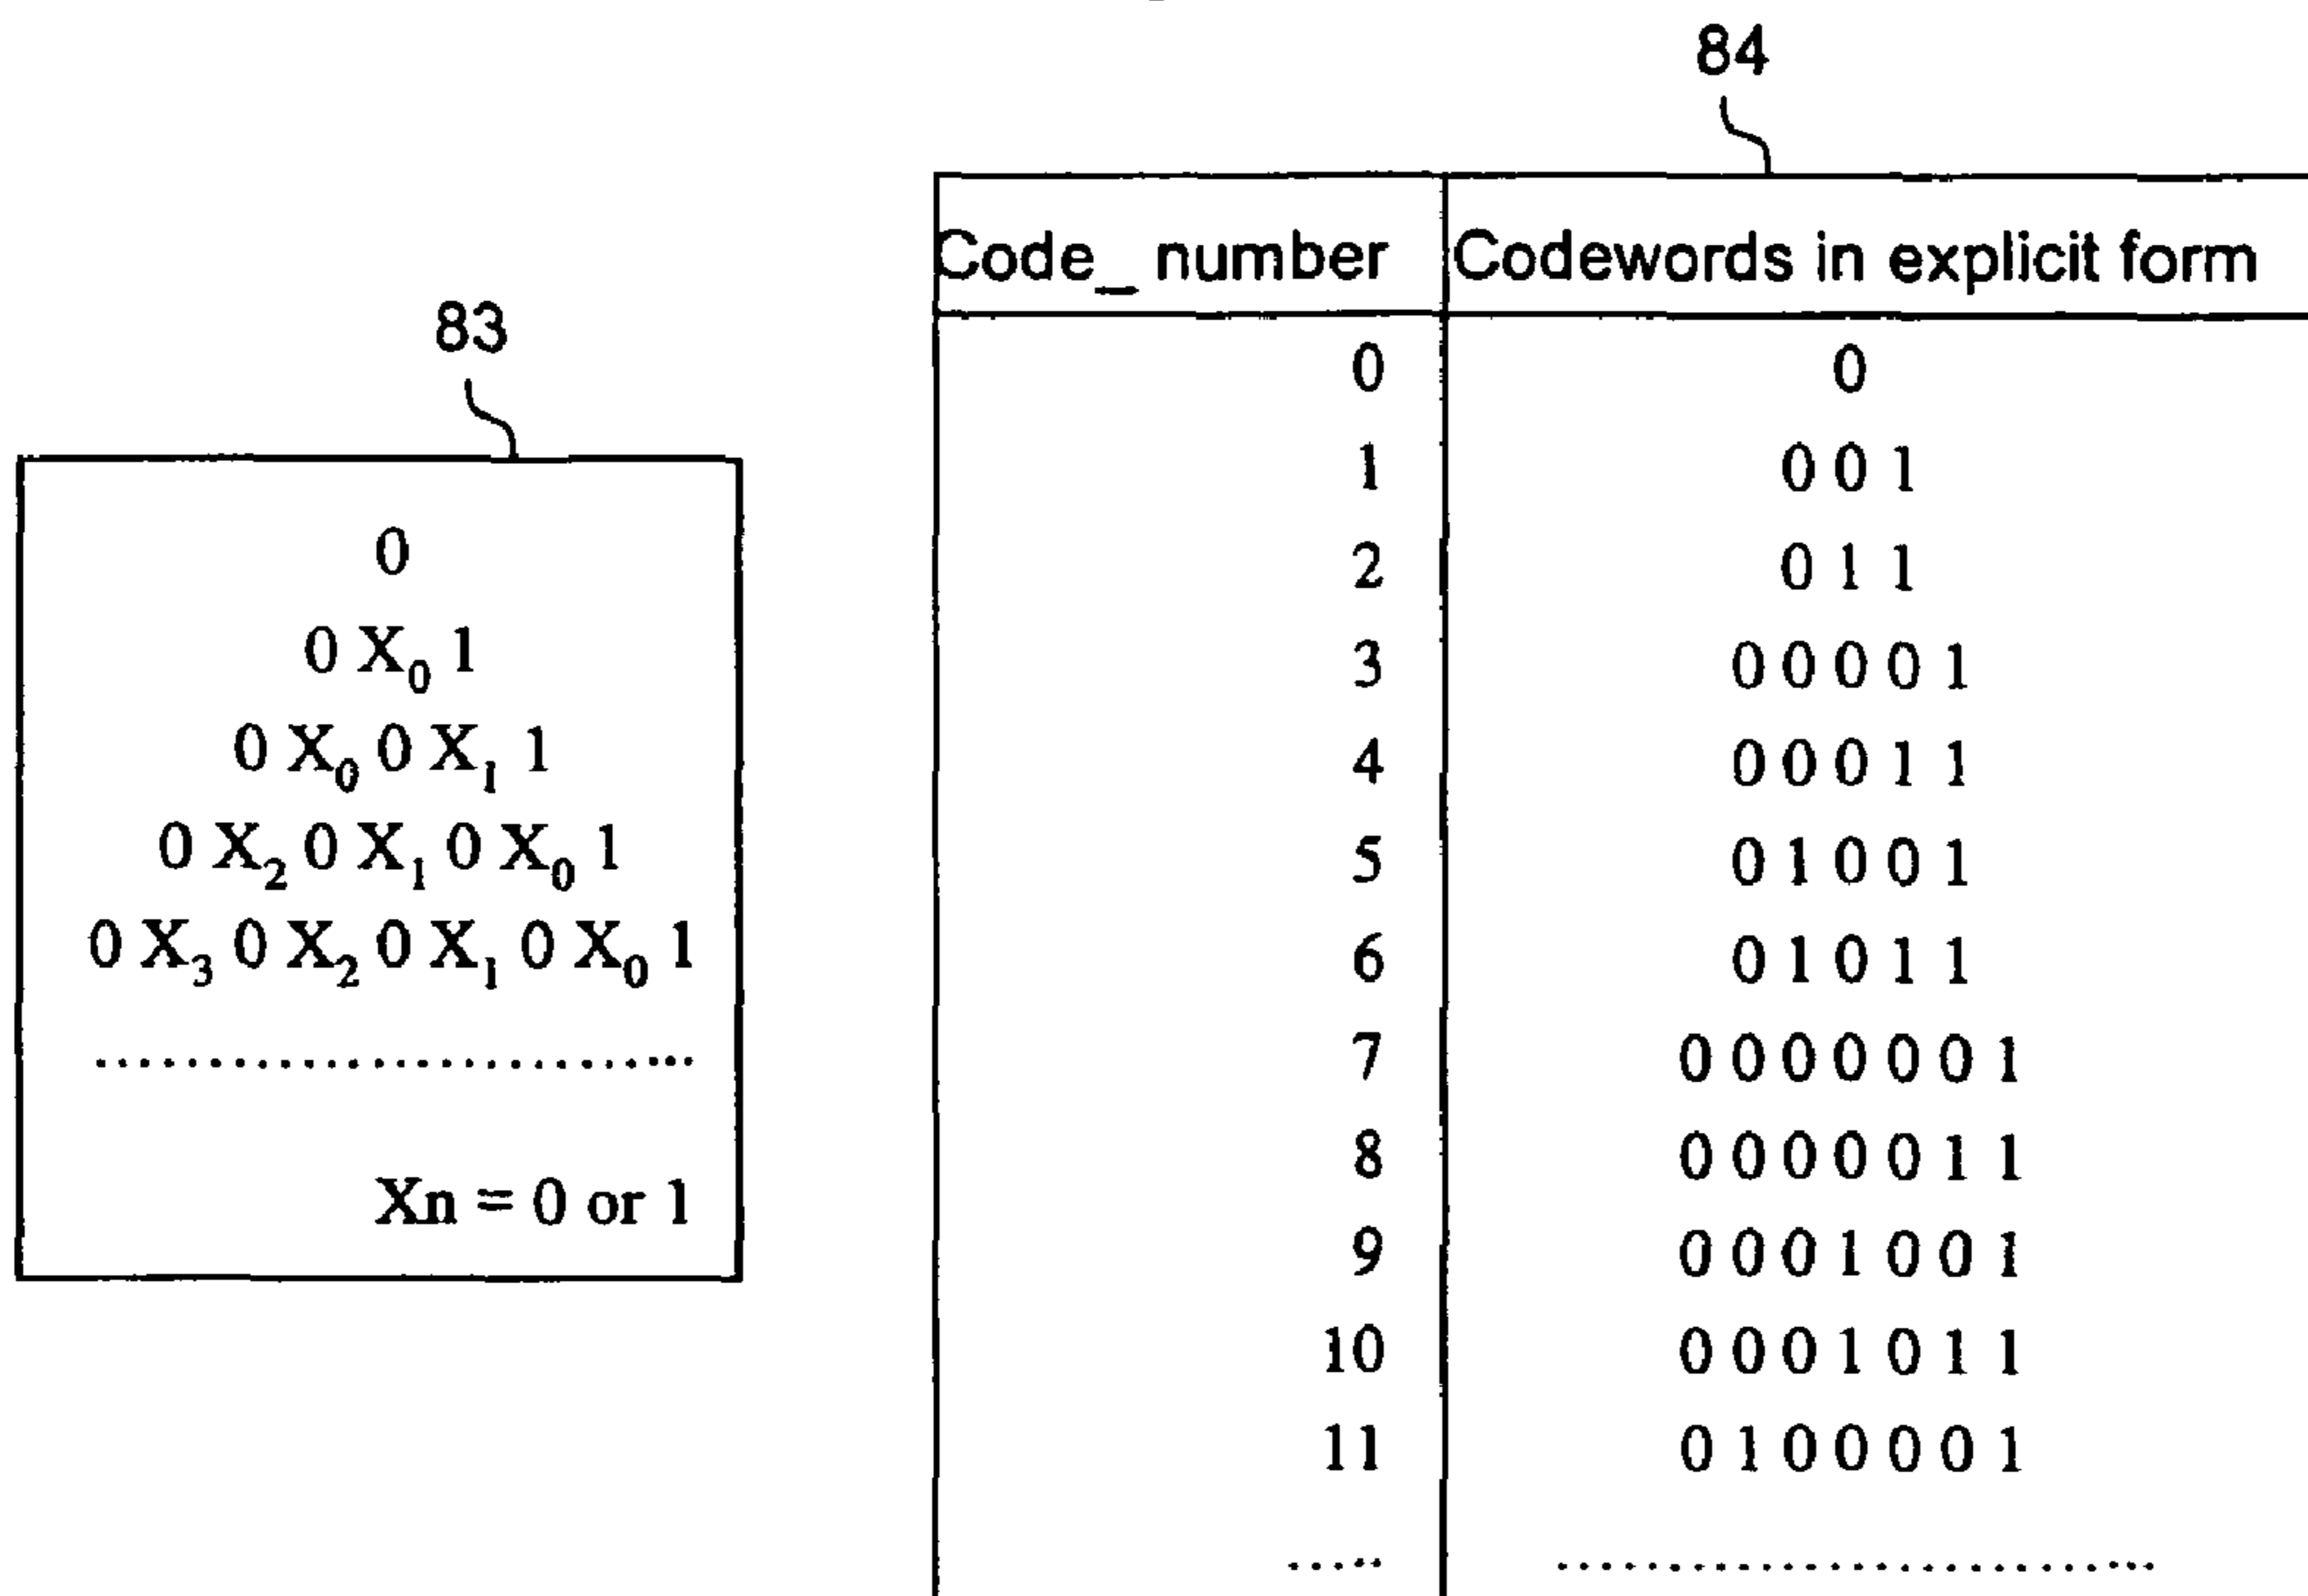 83
0
0 X₀ 1
0 X₀ 0 X₁ 1
0 X₂ 0 X₁ 0 X₀ 1
0 X₃ 0 X₂ 0 X₁ 0 X₀ 1
..........................
Xn = 0 or 1
84
Code_ number Codewords in explicit form
0 0
1 0 0 1
2 0 1 1
3 0 0 0 0 1
4 0 0 0 1 1
5 0 1 0 0 1
6 0 1 0 1 1
7 0 0 0 0 0 0 1
8 0 0 0 0 0 1 1
9 0 0 0 1 0 0 1
10 0 0 0 1 0 1 1
11 0 1 0 0 0 0 1
..... ..........................